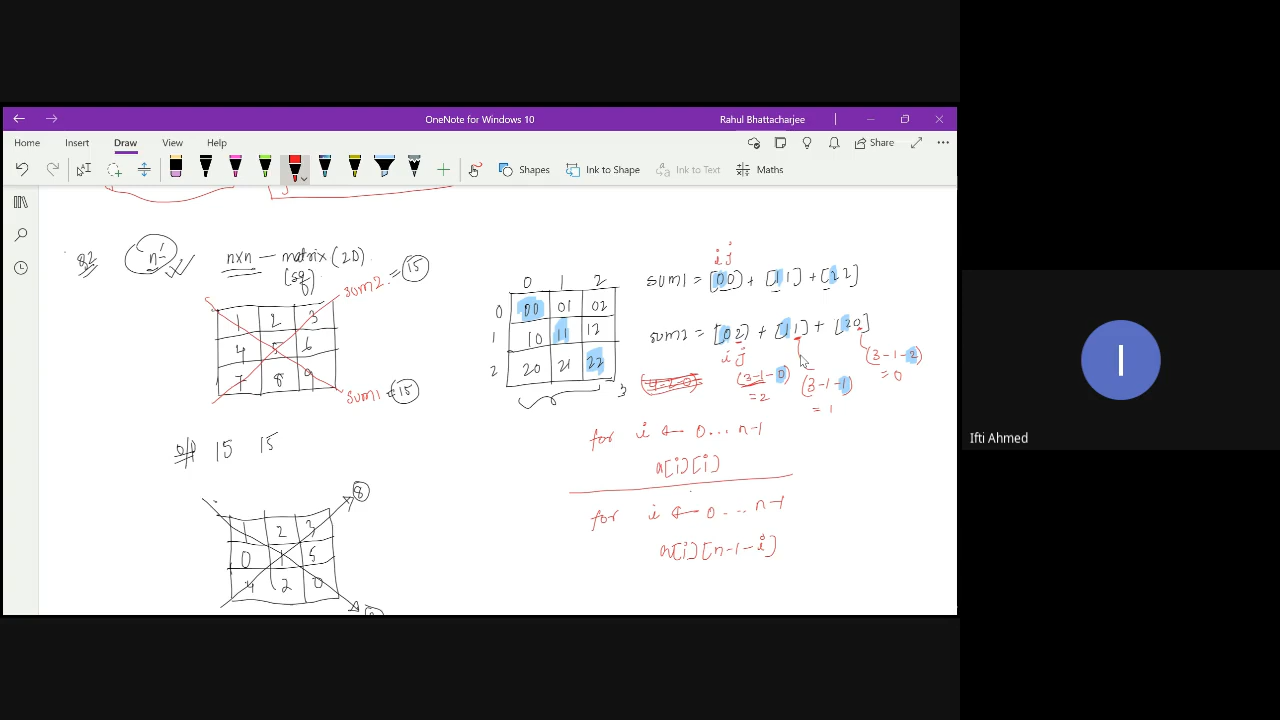 OneNote for Windows 10
Rahul Bhattacharjee
Home Insert Draw View Help
Share
Shapes Ink to Shape Ink to Text Maths
n×n — matrix (2D)
(sq)
sum2 = 15
1 2 3
4 5 6
7 8 9
sum1 = 15
o/p 15 15
8
1 2 3
0 1 5
4 2 0
0 1 2
0 00 01 02
1 10 11 12
2 20 21 22
3
i j
sum1 = [00] + [11] + [22]
sum2 = [02] + [11] + [20]
i j
(3-1-0)
= 2
(3-1-1)
= 1
(3-1-2)
= 0
for i ← 0...n-1
a[i][i]
for i ← 0...n-1
a[i][n-1-i]
I
Ifti Ahmed